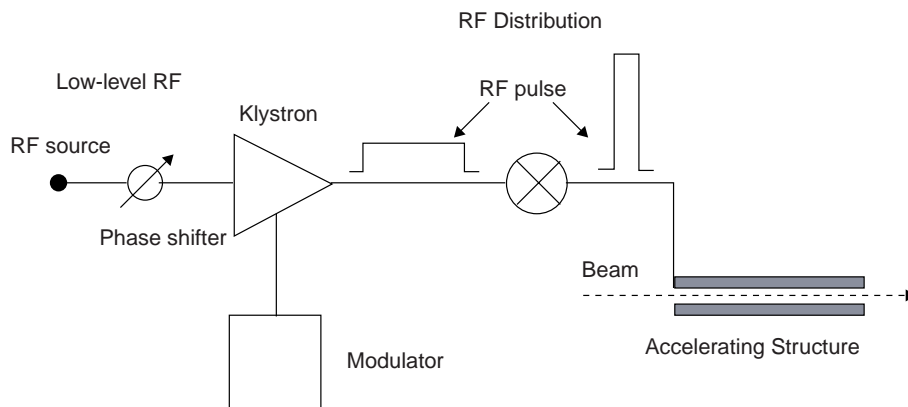 RF Distribution
Low-level RF
RF pulse
Klystron
RF source
Phase shifter
Beam
Modulator
Accelerating Structure